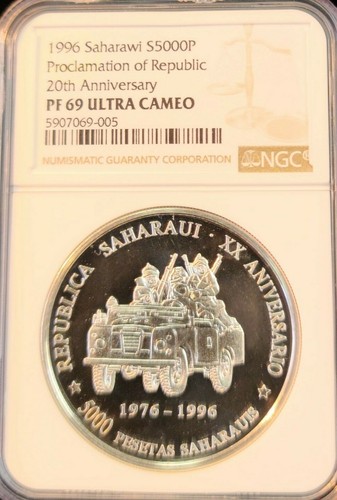 1996 Saharawi S5000P
Proclamation of Republic
20th Anniversary
PF 69 ULTRA CAMEO
5907069-005
NUMISMATIC GUARANTY CORPORATION
NGC
REPUBLICA SAHARAUI XX ANIVERSARIO
1976-1996
5000 PESETAS SAHARAUIS